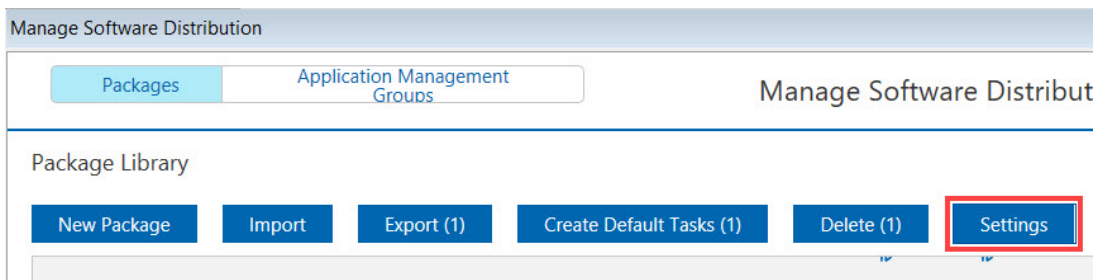 Manage Software Distribution
Packages
Application Management
Groups
Manage Software Distribut
Package Library
New Package
Import
Export (1)
Create Default Tasks (1)
Delete (1)
Settings